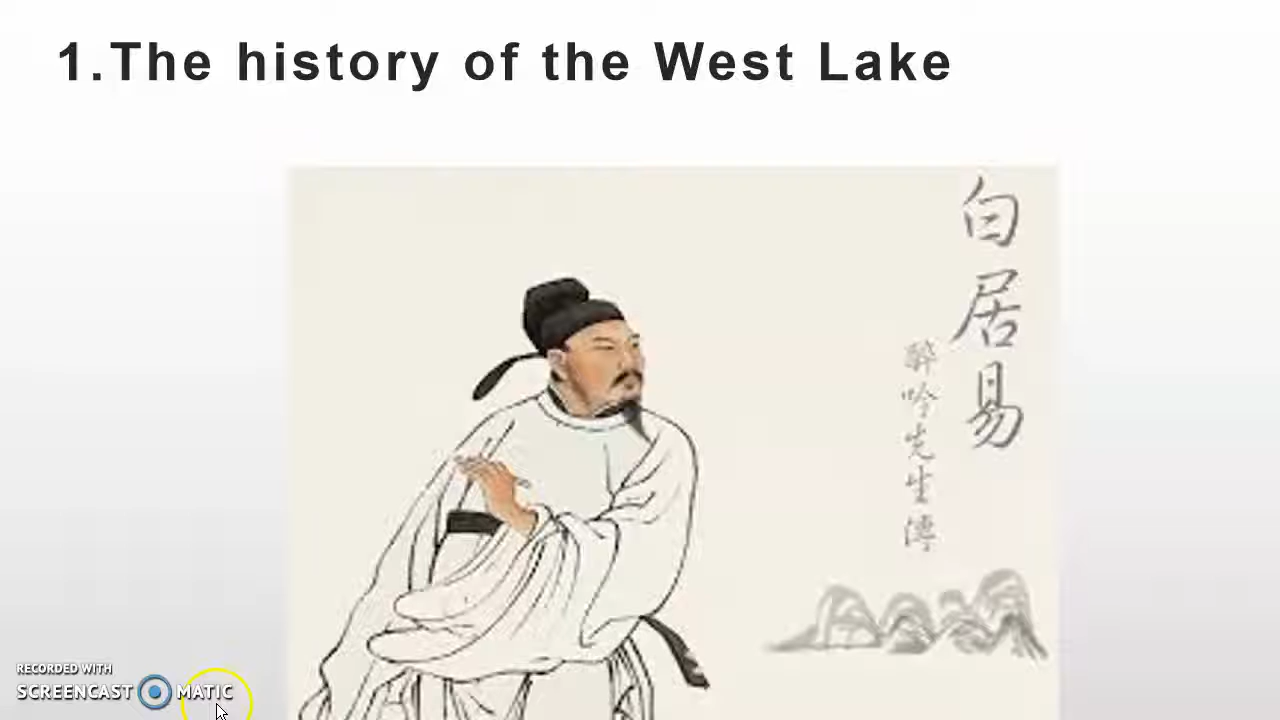 1.The history of the West Lake
白居易
醉吟先生傳
RECORDED WITH
SCREENCAST MATIC